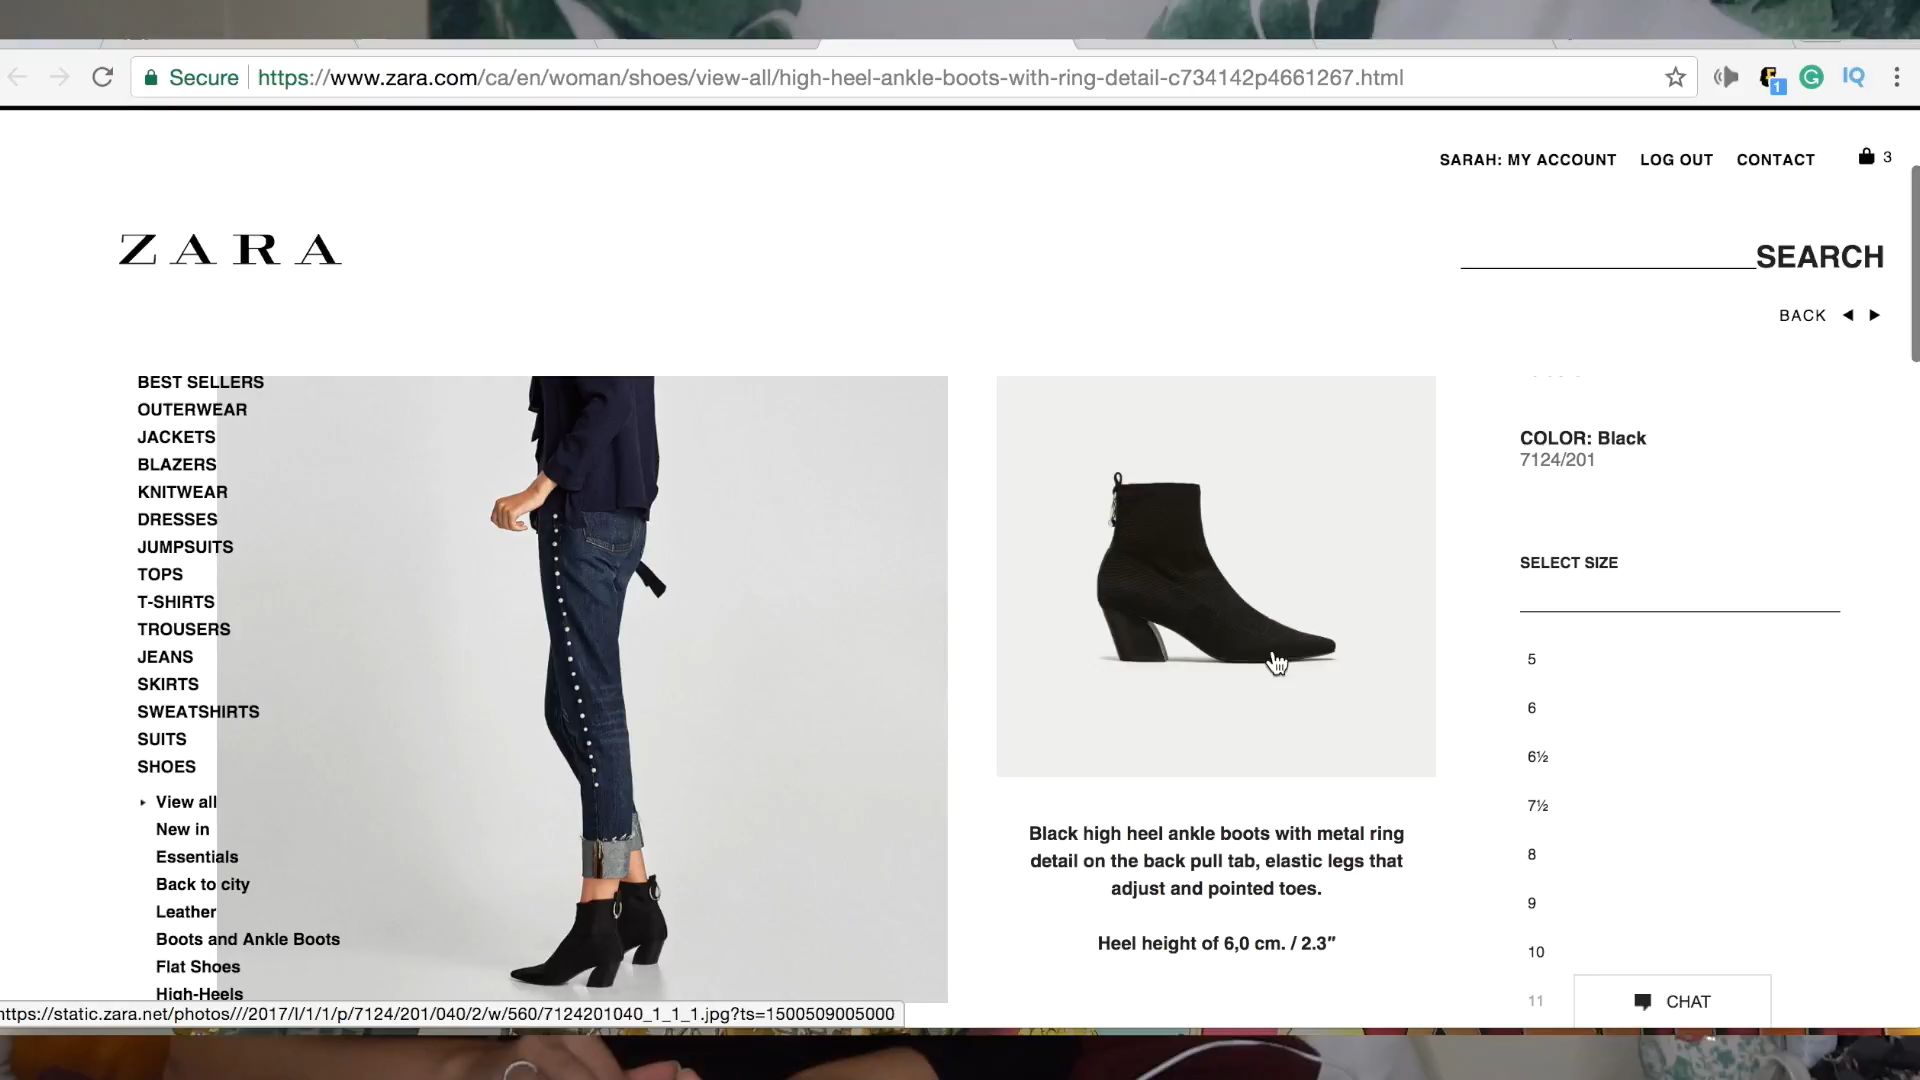 Secure
https://www.zara.com/ca/en/woman/shoes/view-all/high-heel-ankle-boots-with-ring-detail-c734142p4661267.html
1
IQ
SARAH: MY ACCOUNT LOG OUT CONTACT 3
ZARA
SEARCH
BACK
BEST SELLERS
OUTERWEAR
JACKETS
BLAZERS
KNITWEAR
DRESSES
JUMPSUITS
TOPS
T-SHIRTS
TROUSERS
JEANS
SKIRTS
SWEATSHIRTS
SUITS
SHOES
View all
New in
Essentials
Back to city
Leather
Boots and Ankle Boots
Flat Shoes
High-Heels
Black high heel ankle boots with metal ring
detail on the back pull tab, elastic legs that
adjust and pointed toes.
Heel height of 6,0 cm. / 2.3″
COLOR: Black
7124/201
SELECT SIZE
5
6
6½
7½
8
9
10
11
CHAT
https://static.zara.net/photos///2017/I/1/1/p/7124/201/040/2/w/560/7124201040_1_1_1.jpg?ts=1500509005000